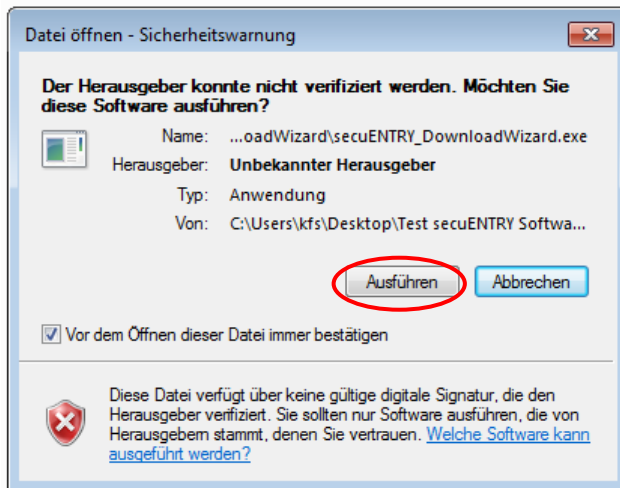 Datei öffnen - Sicherheitswarnung
Der Herausgeber konnte nicht verifiziert werden. Möchten Sie
diese Software ausführen?
Name: ...oadWizard\secuENTRY_DownloadWizard.exe
Herausgeber: Unbekannter Herausgeber
Typ: Anwendung
Von: C:\Users\kfs\Desktop\Test secuENTRY Softwa...
Ausführen Abbrechen
Vor dem Öffnen dieser Datei immer bestätigen
Diese Datei verfügt über keine gültige digitale Signatur, die den
Herausgeber verifiziert. Sie sollten nur Software ausführen, die von
Herausgebern stammt, denen Sie vertrauen. Welche Software kann
ausgeführt werden?